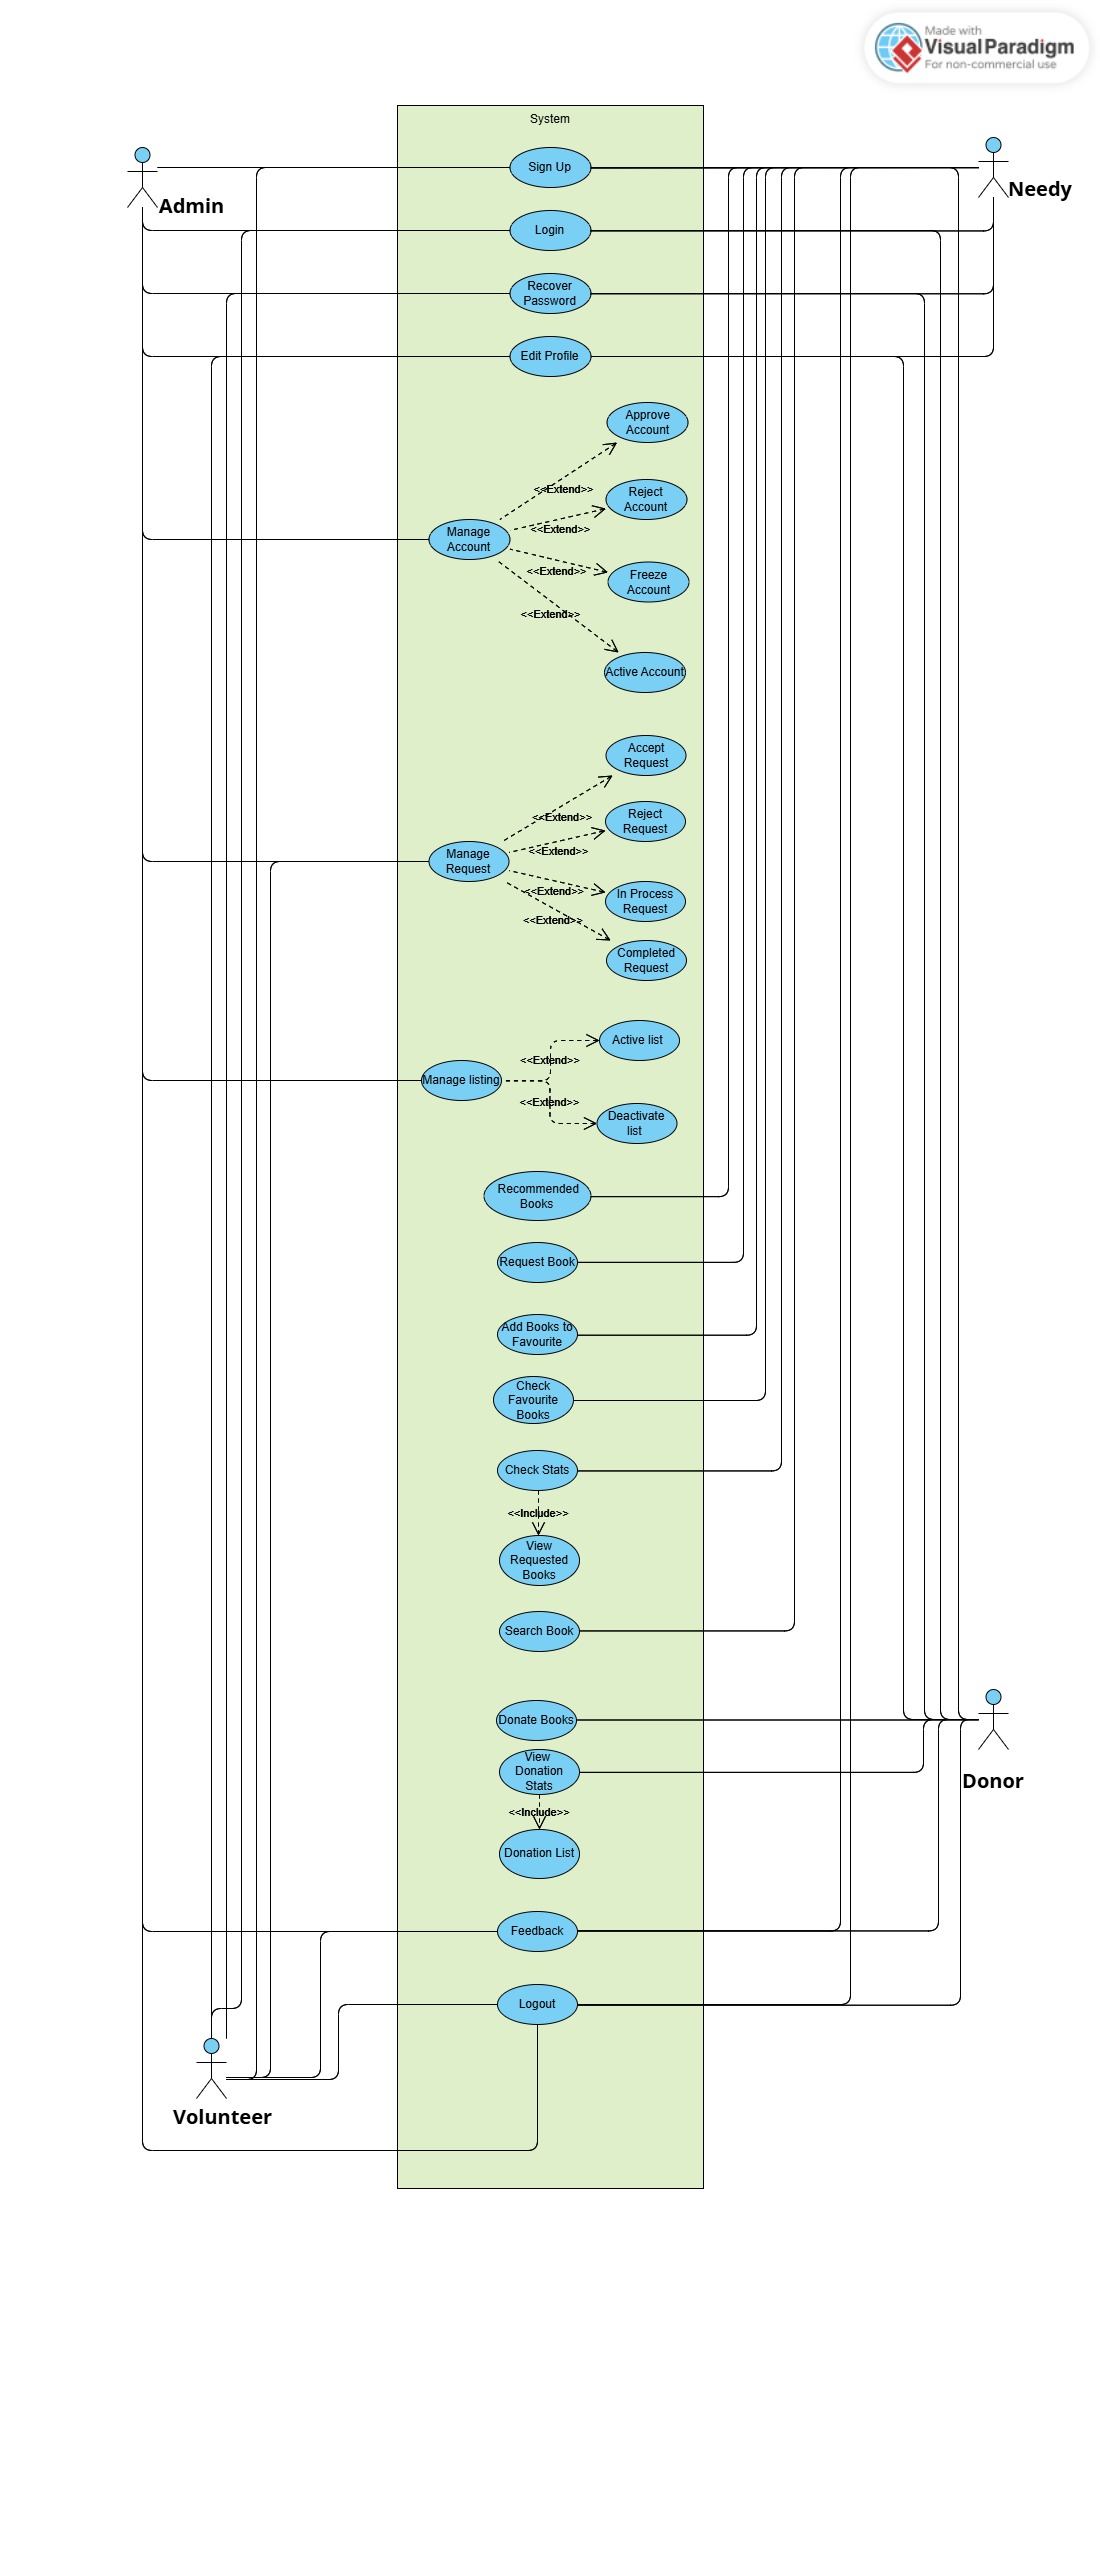 Made with
Visual Paradigm
For non-commercial use
System
Sign Up
Admin
Needy
Login
Recover
Password
Edit Profile
Approve
Account
<<Extend>>
Reject
Account
<<Extend>>
Manage
Account
<<Extend>>
Freeze
Account
<<Extend>>
Active Account
Accept
Request
<<Extend>>
Reject
Request
<<Extend>>
Manage
Request
<<Extend>>
In Process
Request
<<Extend>>
Completed
Request
Active list
<<Extend>>
Manage listing
<<Extend>>
Deactivate
list
Recommended
Books
Request Book
Add Books to
Favourite
Check
Favourite
Books
Check Stats
<<Include>>
View
Requested
Books
Search Book
Donate Books
View
Donation
Stats
Donor
<<Include>>
Donation List
Feedback
Logout
Volunteer